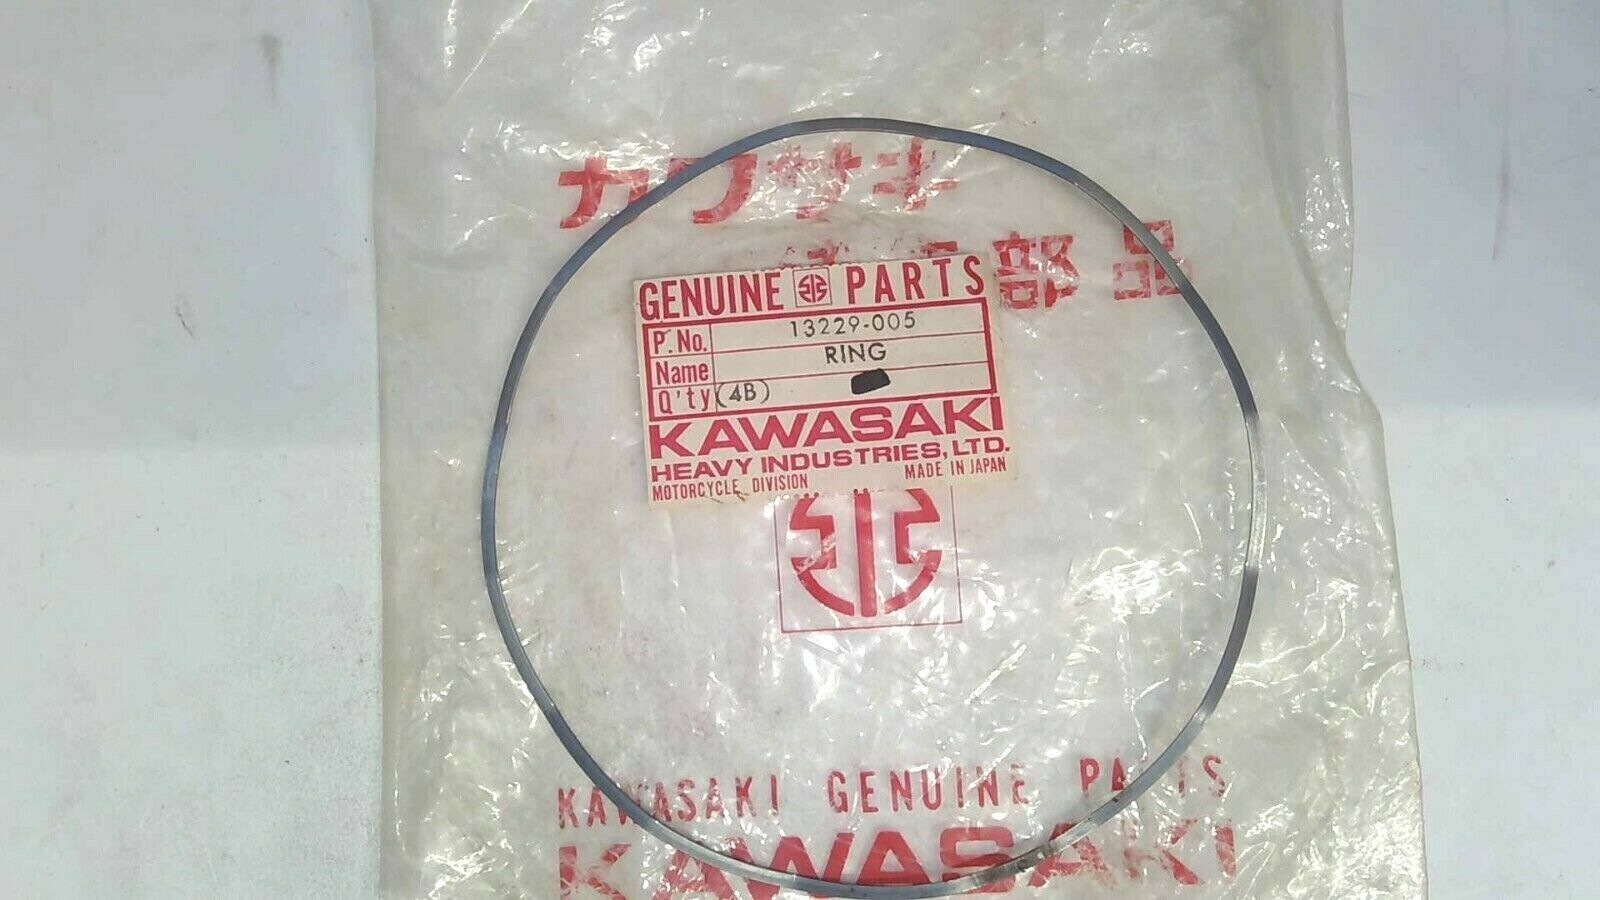 カワサキ
部品
GENUINE PARTS
P. No. 13229-005
Name RING
Q'ty (4B)
KAWASAKI
HEAVY INDUSTRIES, LTD.
MOTORCYCLE DIVISION MADE IN JAPAN
KAWASAKI GENUINE PARTS
KAWASAKI